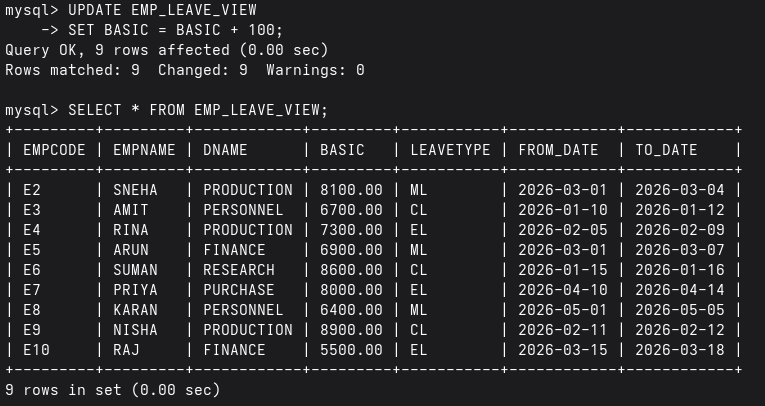 mysql> UPDATE EMP_LEAVE_VIEW
    -> SET BASIC = BASIC + 100;
Query OK, 9 rows affected (0.00 sec)
Rows matched: 9  Changed: 9  Warnings: 0

mysql> SELECT * FROM EMP_LEAVE_VIEW;
+---------+---------+------------+---------+-----------+------------+------------+
| EMPCODE | EMPNAME | DNAME      | BASIC   | LEAVETYPE | FROM_DATE  | TO_DATE    |
+---------+---------+------------+---------+-----------+------------+------------+
| E2      | SNEHA   | PRODUCTION | 8100.00 | ML        | 2026-03-01 | 2026-03-04 |
| E3      | AMIT    | PERSONNEL  | 6700.00 | CL        | 2026-01-10 | 2026-01-12 |
| E4      | RINA    | PRODUCTION | 7300.00 | EL        | 2026-02-05 | 2026-02-09 |
| E5      | ARUN    | FINANCE    | 6900.00 | ML        | 2026-03-01 | 2026-03-07 |
| E6      | SUMAN   | RESEARCH   | 8600.00 | CL        | 2026-01-15 | 2026-01-16 |
| E7      | PRIYA   | PURCHASE   | 8000.00 | EL        | 2026-04-10 | 2026-04-14 |
| E8      | KARAN   | PERSONNEL  | 6400.00 | ML        | 2026-05-01 | 2026-05-05 |
| E9      | NISHA   | PRODUCTION | 8900.00 | CL        | 2026-02-11 | 2026-02-12 |
| E10     | RAJ     | FINANCE    | 5500.00 | EL        | 2026-03-15 | 2026-03-18 |
+---------+---------+------------+---------+-----------+------------+------------+
9 rows in set (0.00 sec)